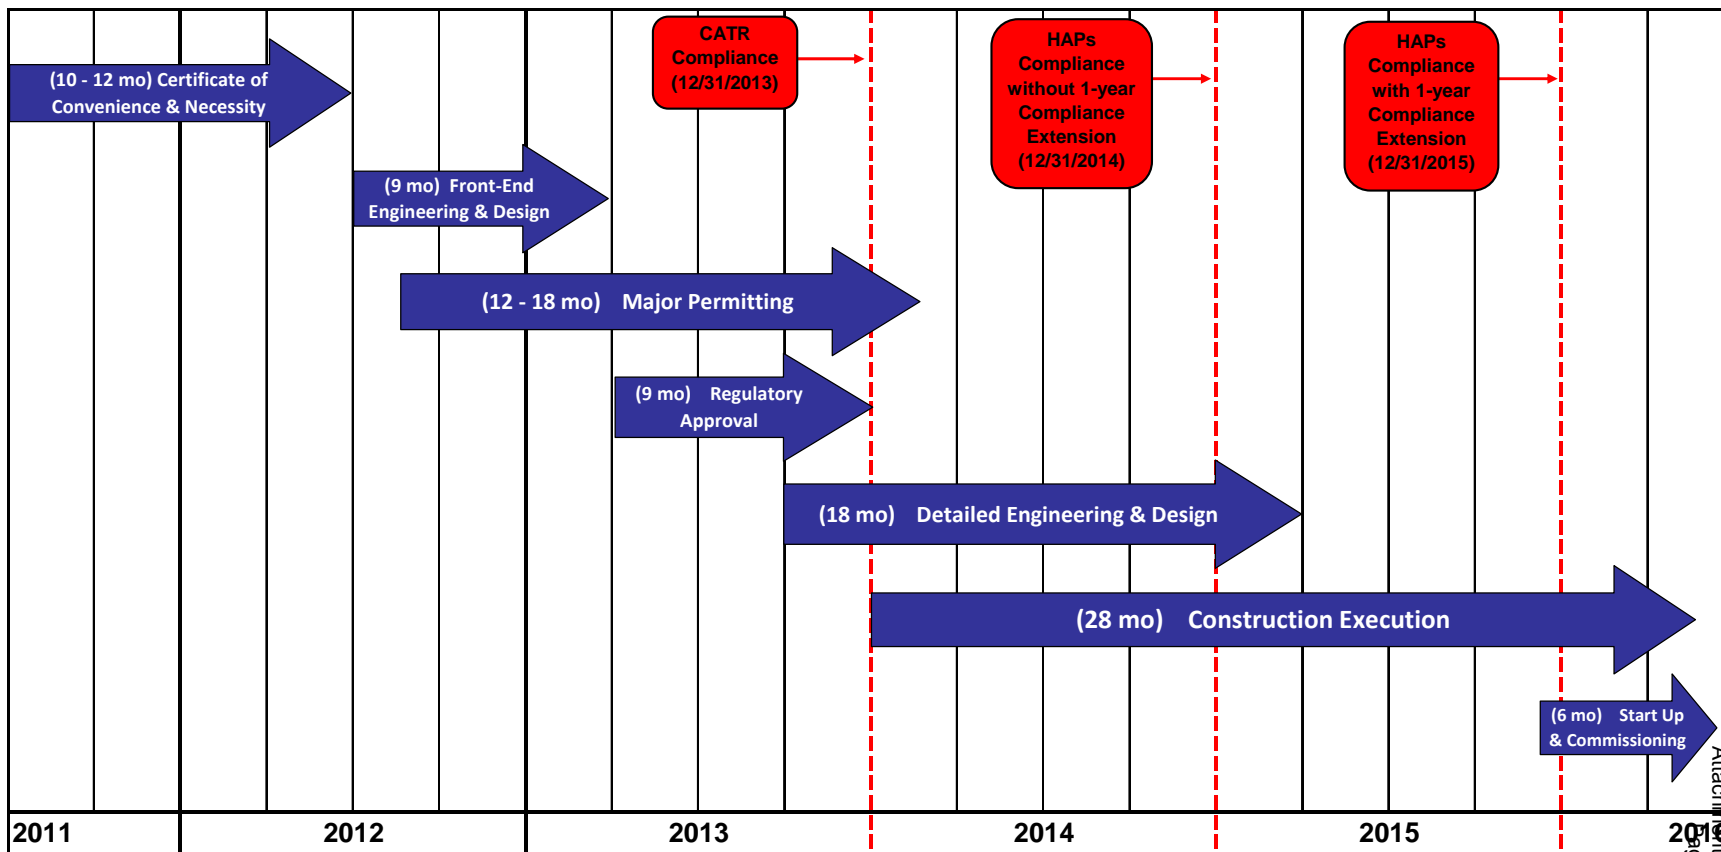 (10 - 12 mo) Certificate of
Convenience & Necessity
CATR
Compliance
(12/31/2013)
HAPs
Compliance
without 1-year
Compliance
Extension
(12/31/2014)
HAPs
Compliance
with 1-year
Compliance
Extension
(12/31/2015)
(9 mo) Front-End
Engineering & Design
(12 - 18 mo) Major Permitting
(9 mo) Regulatory
Approval
(18 mo) Detailed Engineering & Design
(28 mo) Construction Execution
(6 mo) Start Up
& Commissioning
2011
2012
2013
2014
2015